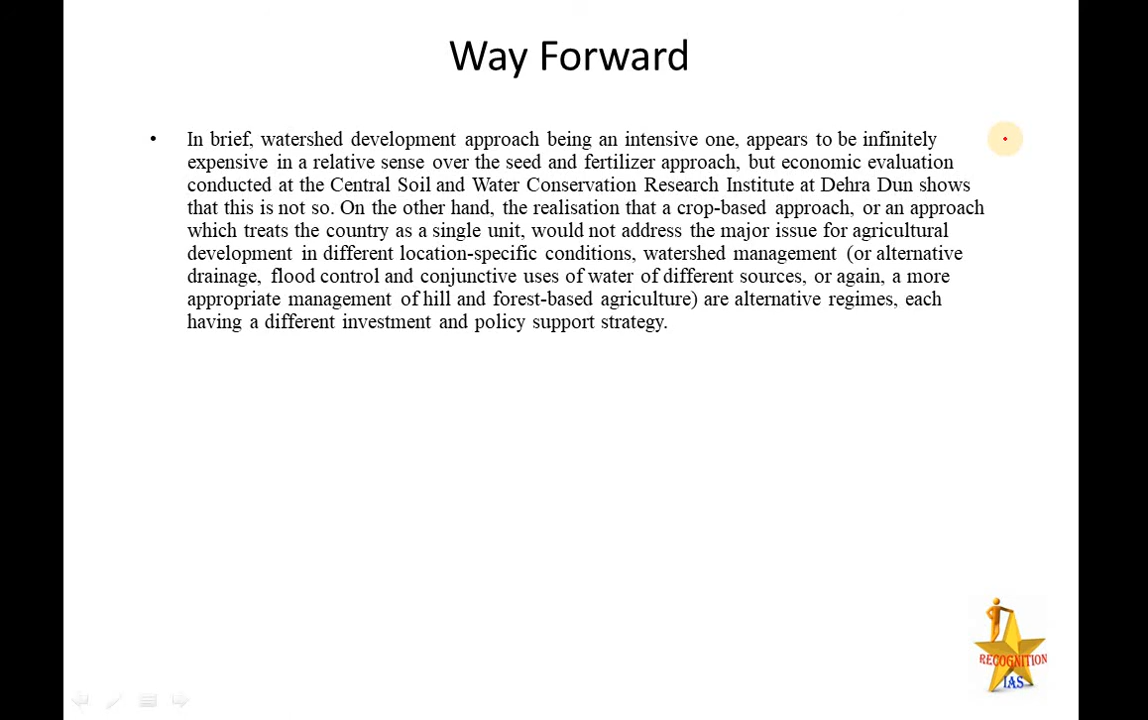 Way Forward
• In brief, watershed development approach being an intensive one, appears to be infinitely
expensive in a relative sense over the seed and fertilizer approach, but economic evaluation
conducted at the Central Soil and Water Conservation Research Institute at Dehra Dun shows
that this is not so. On the other hand, the realisation that a crop-based approach, or an approach
which treats the country as a single unit, would not address the major issue for agricultural
development in different location-specific conditions, watershed management (or alternative
drainage, flood control and conjunctive uses of water of different sources, or again, a more
appropriate management of hill and forest-based agriculture) are alternative regimes, each
having a different investment and policy support strategy.
RECOGNITION
IAS